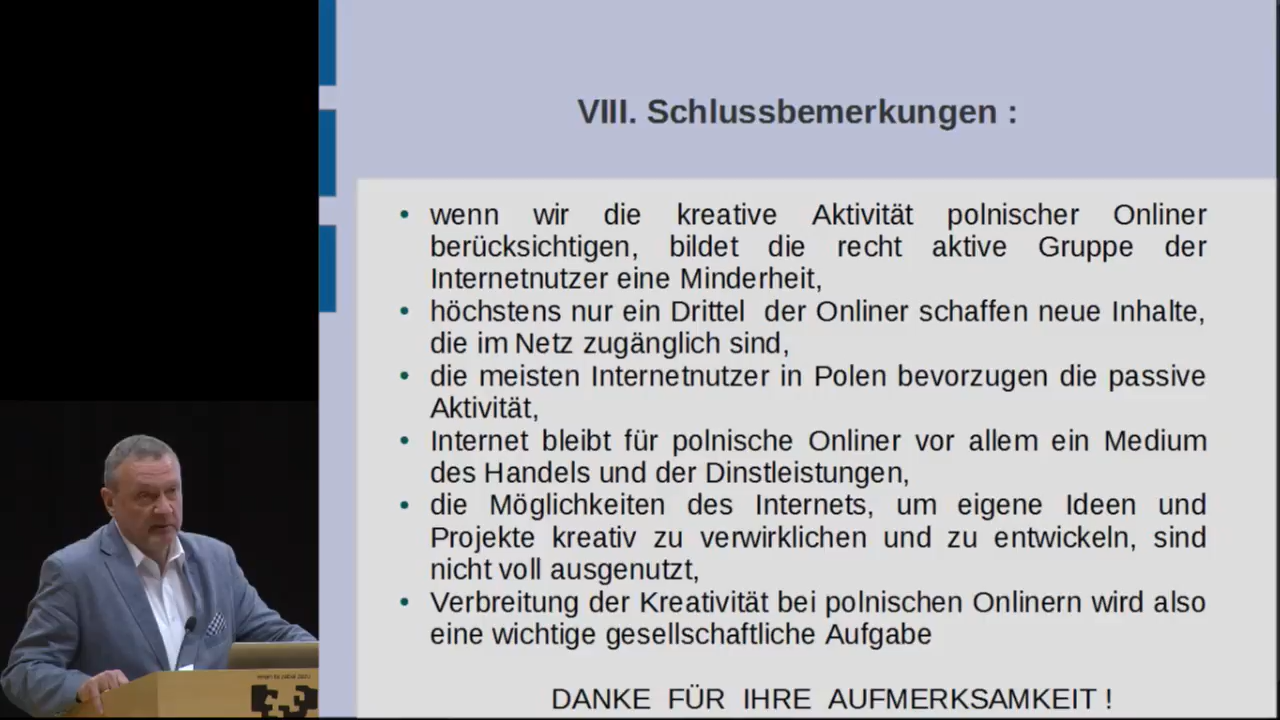 VIII. Schlussbemerkungen :
• wenn wir die kreative Aktivität polnischer Onliner
berücksichtigen, bildet die recht aktive Gruppe der
Internetnutzer eine Minderheit,
• höchstens nur ein Drittel der Onliner schaffen neue Inhalte,
die im Netz zugänglich sind,
• die meisten Internetnutzer in Polen bevorzugen die passive
Aktivität,
• Internet bleibt für polnische Onliner vor allem ein Medium
des Handels und der Dinstleistungen,
• die Möglichkeiten des Internets, um eigene Ideen und
Projekte kreativ zu verwirklichen und zu entwickeln, sind
nicht voll ausgenutzt,
• Verbreitung der Kreativität bei polnischen Onlinern wird also
eine wichtige gesellschaftliche Aufgabe
DANKE FÜR IHRE AUFMERKSAMKEIT !